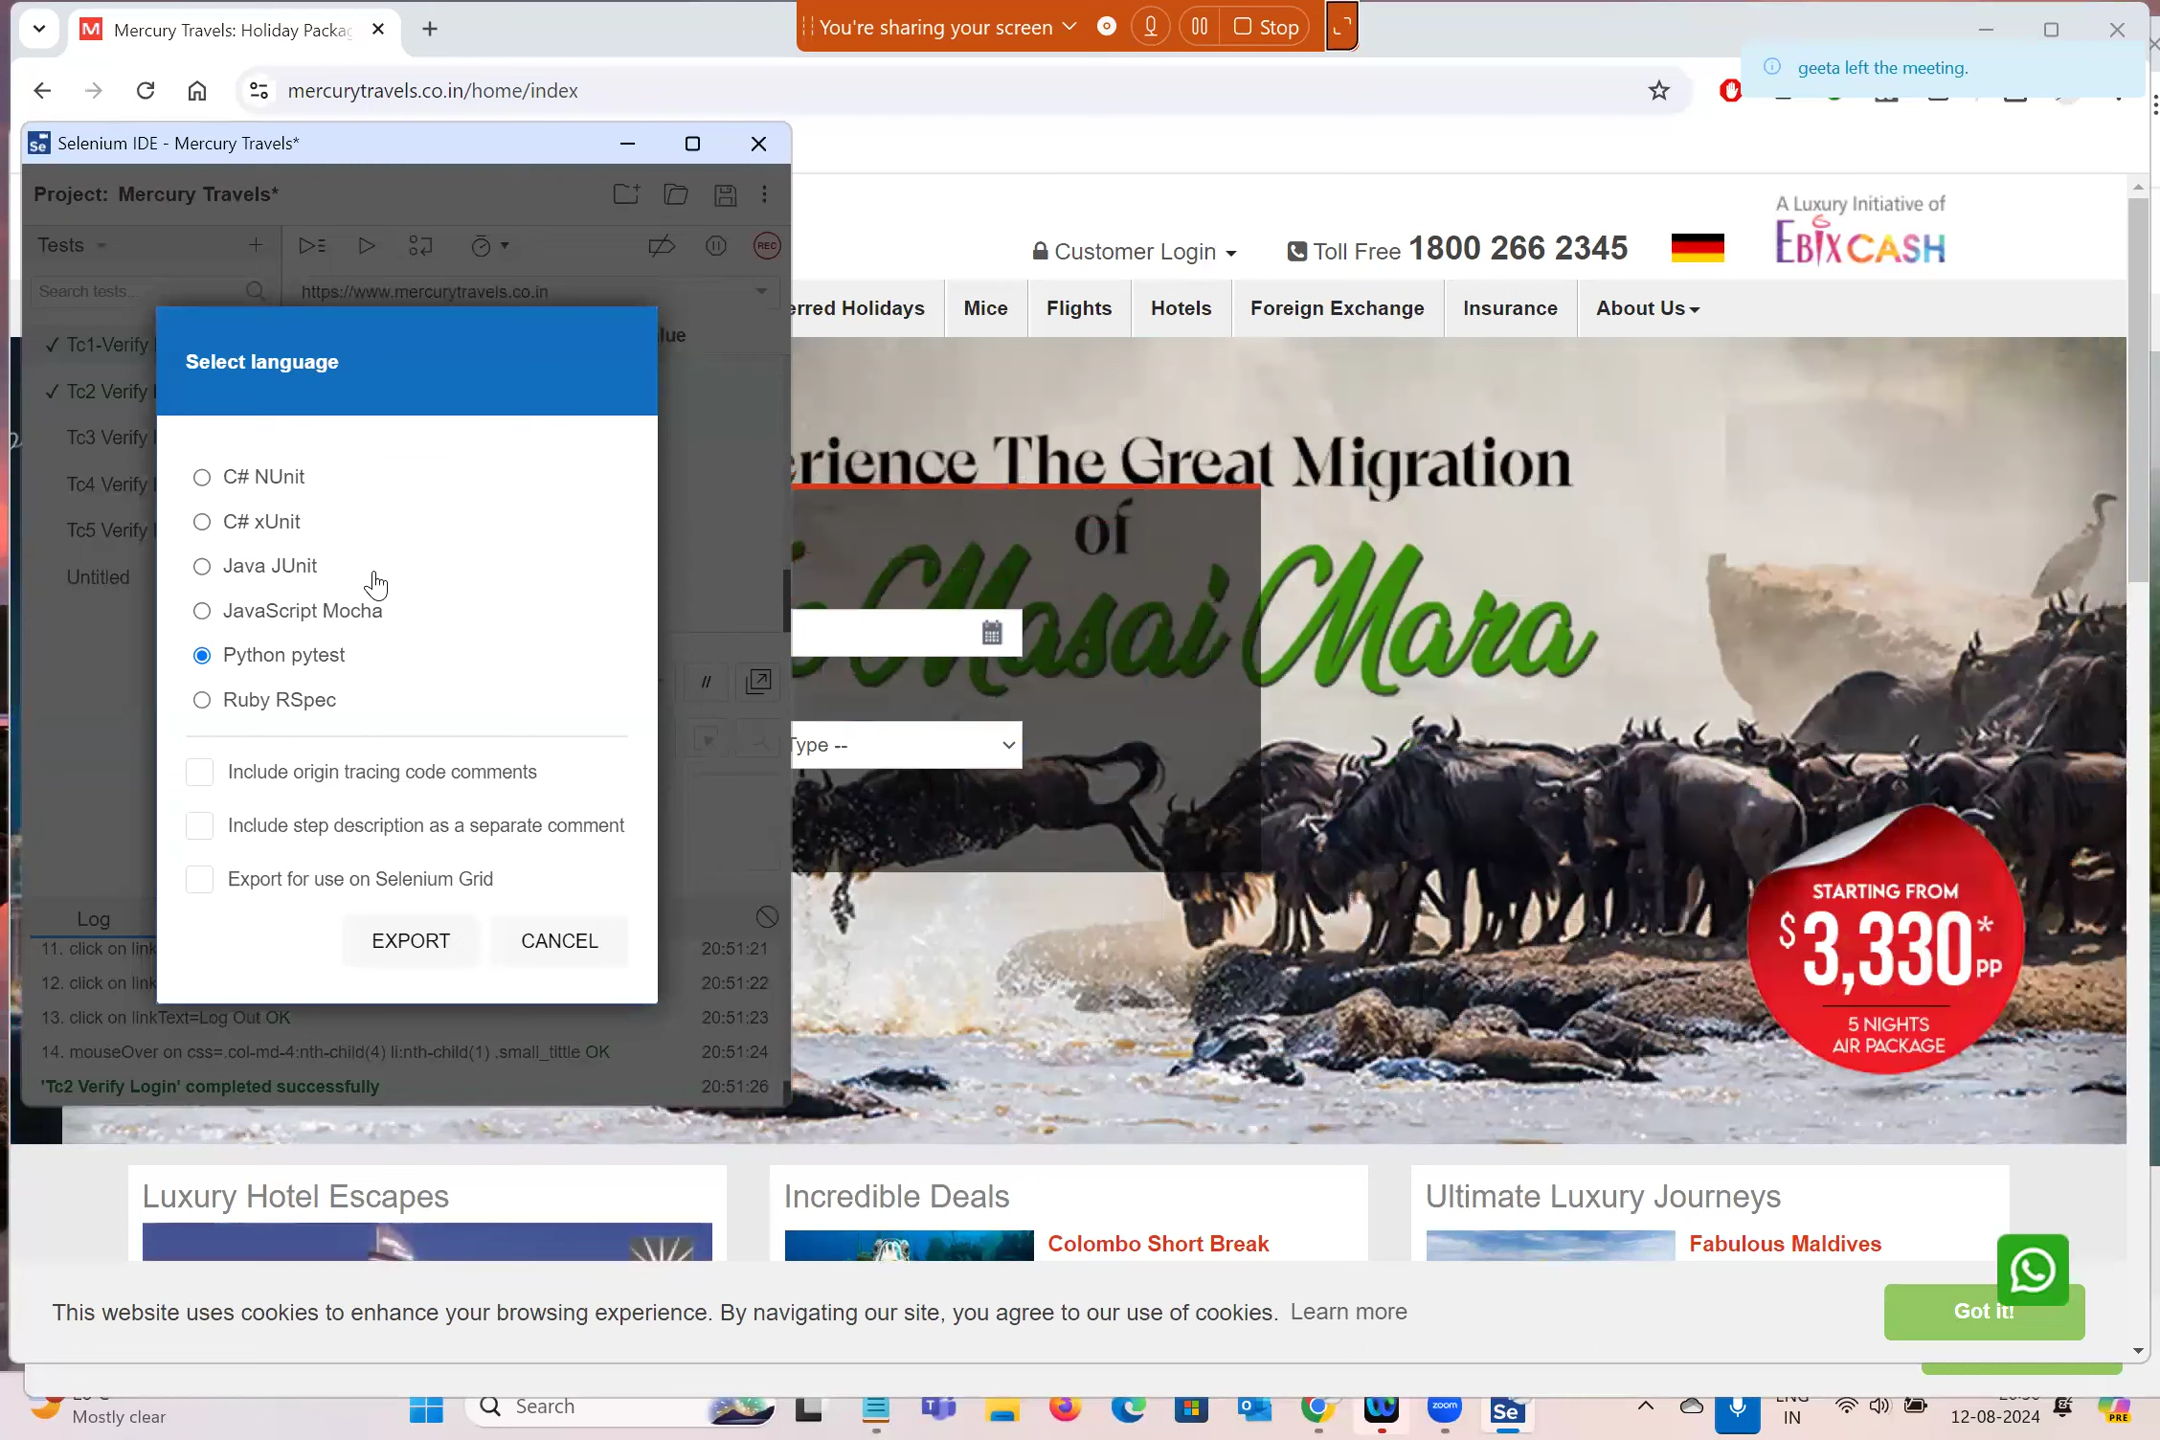 Mercury Travels: Holiday Packag
You're sharing your screen
Stop
mercurytravels.co.in/home/index
geeta left the meeting.
Selenium IDE - Mercury Travels*
Project: Mercury Travels*
Tests
REC
Search tests...
https://www.mercurytravels.co.in
Tc1-Verify
Tc2 Verify
Tc3 Verify
Tc4 Verify
Tc5 Verify
Untitled
Select language
C# NUnit
C# xUnit
Java JUnit
JavaScript Mocha
Python pytest
Ruby RSpec
Include origin tracing code comments
Include step description as a separate comment
Export for use on Selenium Grid
EXPORT CANCEL
//
Log
11. click on link 20:51:21
12. click on link 20:51:22
13. click on linkText=Log Out OK 20:51:23
14. mouseOver on css=.col-md-4:nth-child(4) li:nth-child(1) .small_tittle OK 20:51:24
'Tc2 Verify Login' completed successfully 20:51:26
Customer Login
Toll Free 1800 266 2345
A Luxury Initiative of
EBIXCASH
erred Holidays Mice Flights Hotels Foreign Exchange Insurance About Us
erience The Great Migration
of
Masai Mara
Type --
STARTING FROM
$3,330*
PP
5 NIGHTS
AIR PACKAGE
Luxury Hotel Escapes
Incredible Deals
Colombo Short Break
Ultimate Luxury Journeys
Fabulous Maldives
This website uses cookies to enhance your browsing experience. By navigating our site, you agree to our use of cookies. Learn more
Got it!
Mostly clear
Search
zoom
Se
ENG
IN
12-08-2024
PRE